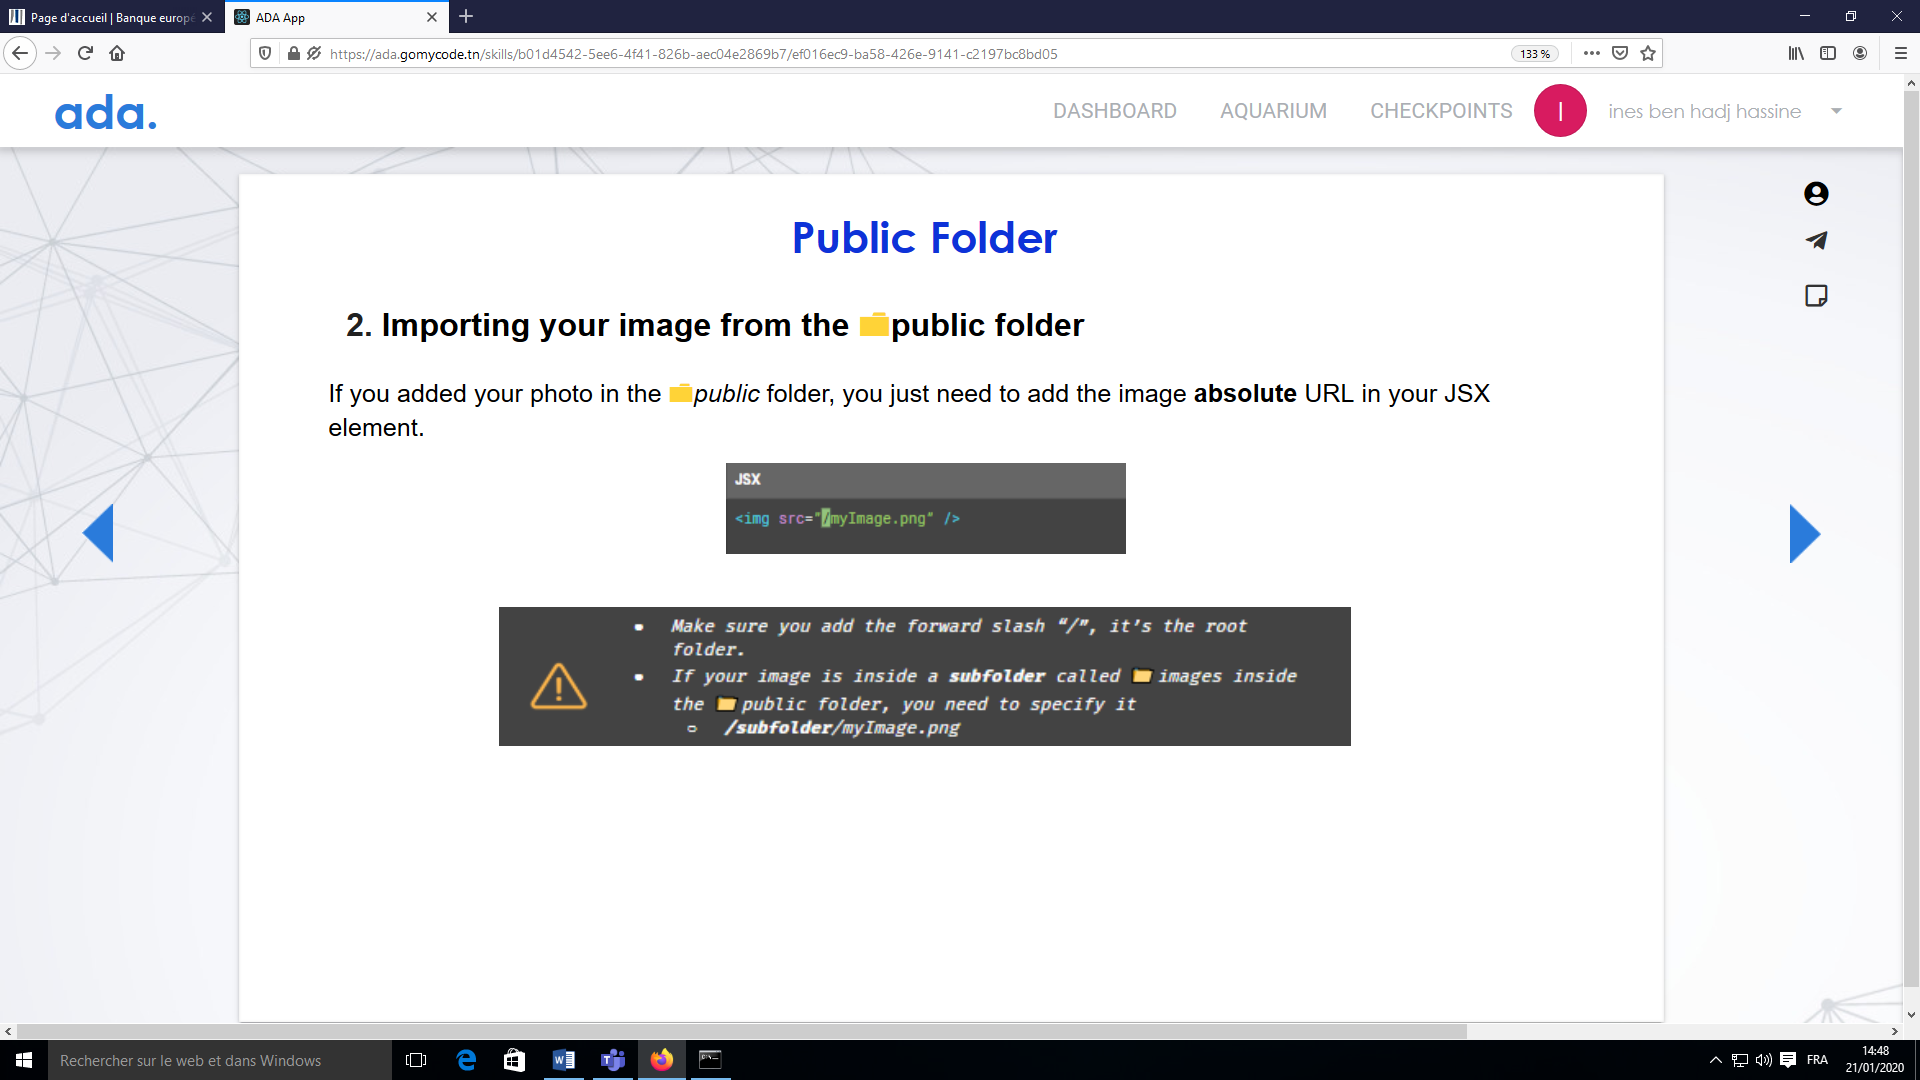 Page d'accueil | Banque europé
ADA App
https://ada.gomycode.tn/skills/b01d4542-5ee6-4f41-826b-aec04e2869b7/ef016ec9-ba58-426e-9141-c2197bc8bd05
133 %
ada.
DASHBOARD
AQUARIUM
CHECKPOINTS
I
ines ben hadj hassine
Public Folder
2. Importing your image from the public folder
If you added your photo in the public folder, you just need to add the image absolute URL in your JSX
element.
JSX
<img src="/myImage.png" />
Make sure you add the forward slash “/”, it’s the root
folder.
If your image is inside a subfolder called images inside
the public folder, you need to specify it
/subfolder/myImage.png
Rechercher sur le web et dans Windows
FRA
14:48
21/01/2020